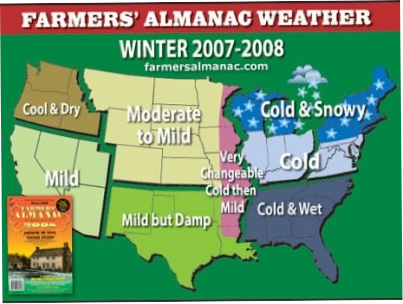 FARMERS' ALMANAC WEATHER
WINTER 2007-2008
farmersalmanac.com
Cool & Dry
Moderate
to Mild
Cold & Snowy
Mild
Very
Changeable
Cold then
Mild
Cold
Mild but Damp
Cold & Wet
FARMERS'
ALMANAC
2008